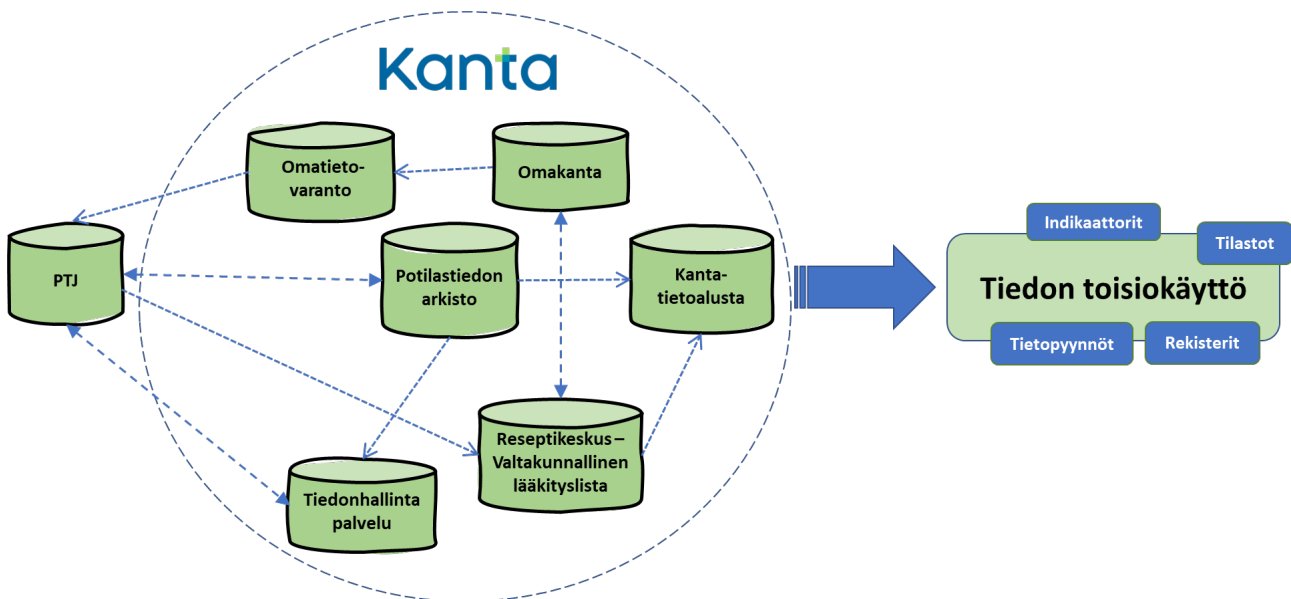 Kanta
Omatieto-
varanto
Omakanta
PTJ
Potilastiedon
arkisto
Kanta-
tietoalusta
Reseptikeskus –
Valtakunnallinen
lääkityslista
Tiedonhallinta
palvelu
Indikaattorit
Tilastot
Tiedon toisiokäyttö
Tietopyynnöt
Rekisterit